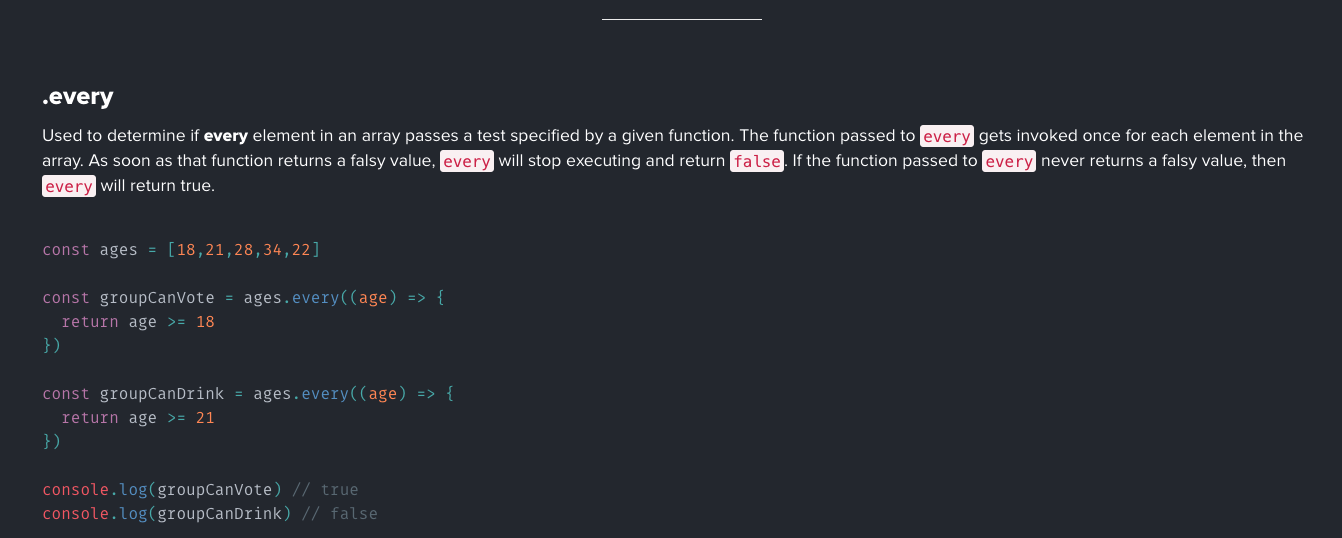 .every
Used to determine if every element in an array passes a test specified by a given function. The function passed to every gets invoked once for each element in the
array. As soon as that function returns a falsy value, every will stop executing and return false. If the function passed to every never returns a falsy value, then
every will return true.
const ages = [18,21,28,34,22]
const groupCanVote = ages.every((age) => {
  return age >= 18
})
const groupCanDrink = ages.every((age) => {
  return age >= 21
})
console.log(groupCanVote) // true
console.log(groupCanDrink) // false